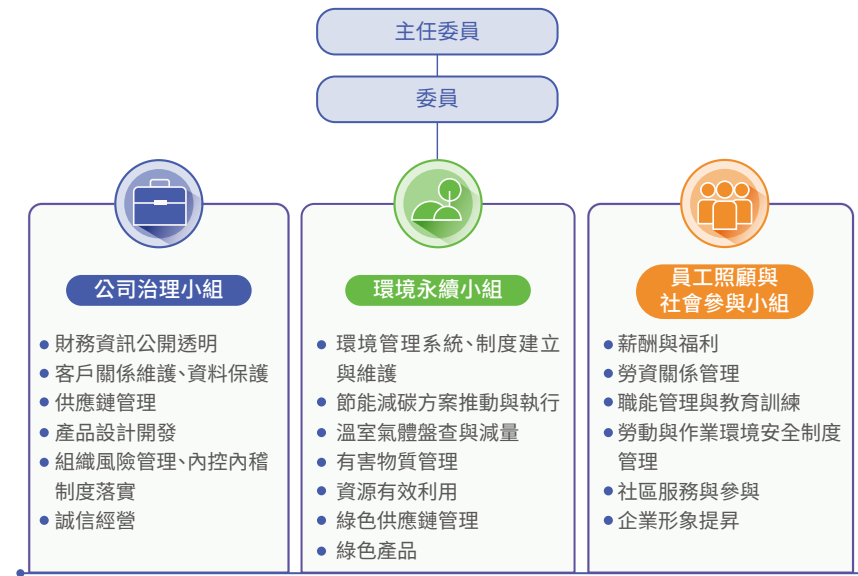 主任委員
委員
公司治理小組
財務資訊公開透明
客戶關係維護、資料保護
供應鏈管理
產品設計開發
組織風險管理、內控內稽
制度落實
誠信經營
環境永續小組
環境管理系統、制度建立
與維護
節能減碳方案推動與執行
溫室氣體盤查與減量
有害物質管理
資源有效利用
綠色供應鏈管理
綠色產品
員工照顧與
社會參與小組
薪酬與福利
勞資關係管理
職能管理與教育訓練
勞動與作業環境安全制度
管理
社區服務與參與
企業形象提昇